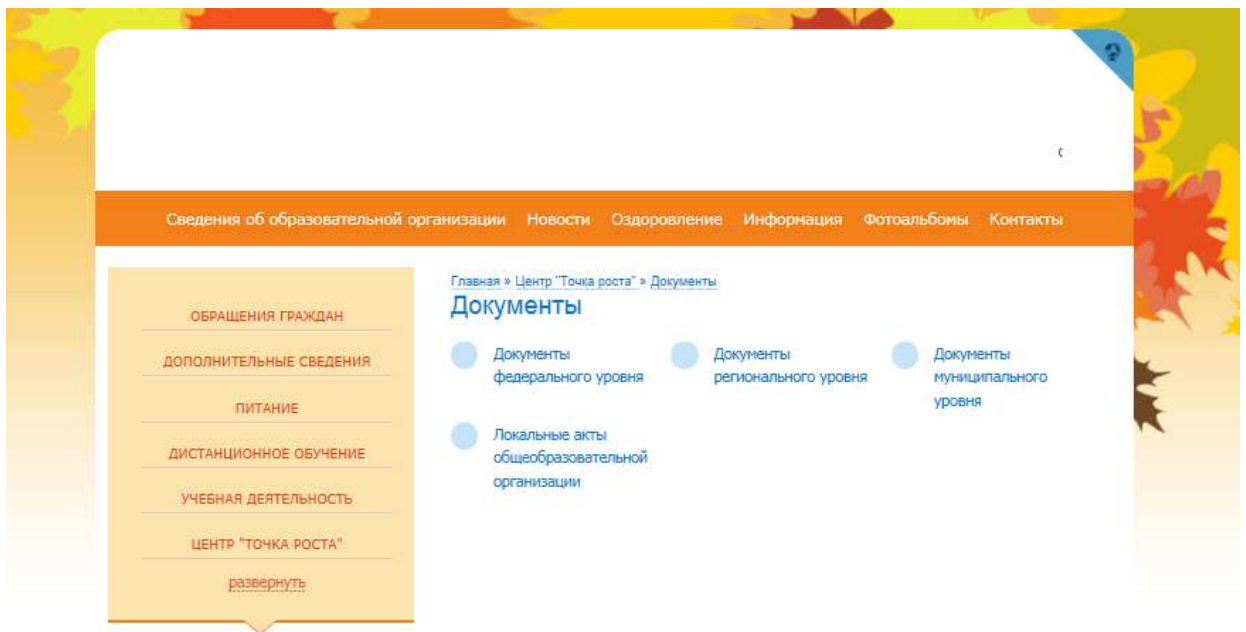 Сведения об образовательной организации Новости Оздоровление Информация Фотоальбомы Контакты
ОБРАЩЕНИЯ ГРАЖДАН
ДОПОЛНИТЕЛЬНЫЕ СВЕДЕНИЯ
ПИТАНИЕ
ДИСТАНЦИОННОЕ ОБУЧЕНИЕ
УЧЕБНАЯ ДЕЯТЕЛЬНОСТЬ
ЦЕНТР "ТОЧКА РОСТА"
развернуть
Главная » Центр "Точка роста" » Документы
Документы
Документы
федерального уровня
Документы
регионального уровня
Документы
муниципального
уровня
Локальные акты
общеобразовательной
организации